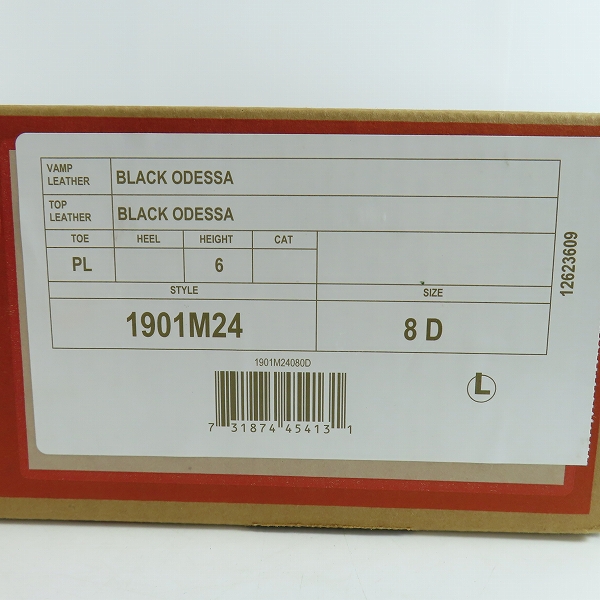 VAMP LEATHER BLACK ODESSA
TOP LEATHER BLACK ODESSA
TOE HEEL HEIGHT CAT
PL 6
STYLE SIZE
1901M24 8 D
1901M24080D
7 31874 45413 1
L
12623609